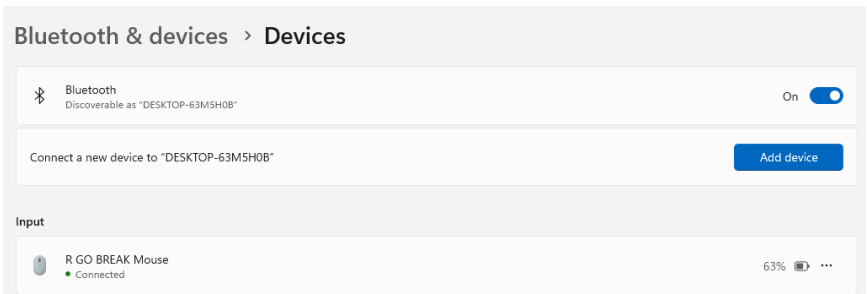 Bluetooth & devices > Devices
Bluetooth
Discoverable as "DESKTOP-63M5H0B"
On
Connect a new device to "DESKTOP-63M5H0B"
Add device
Input
R GO BREAK Mouse
Connected
63%